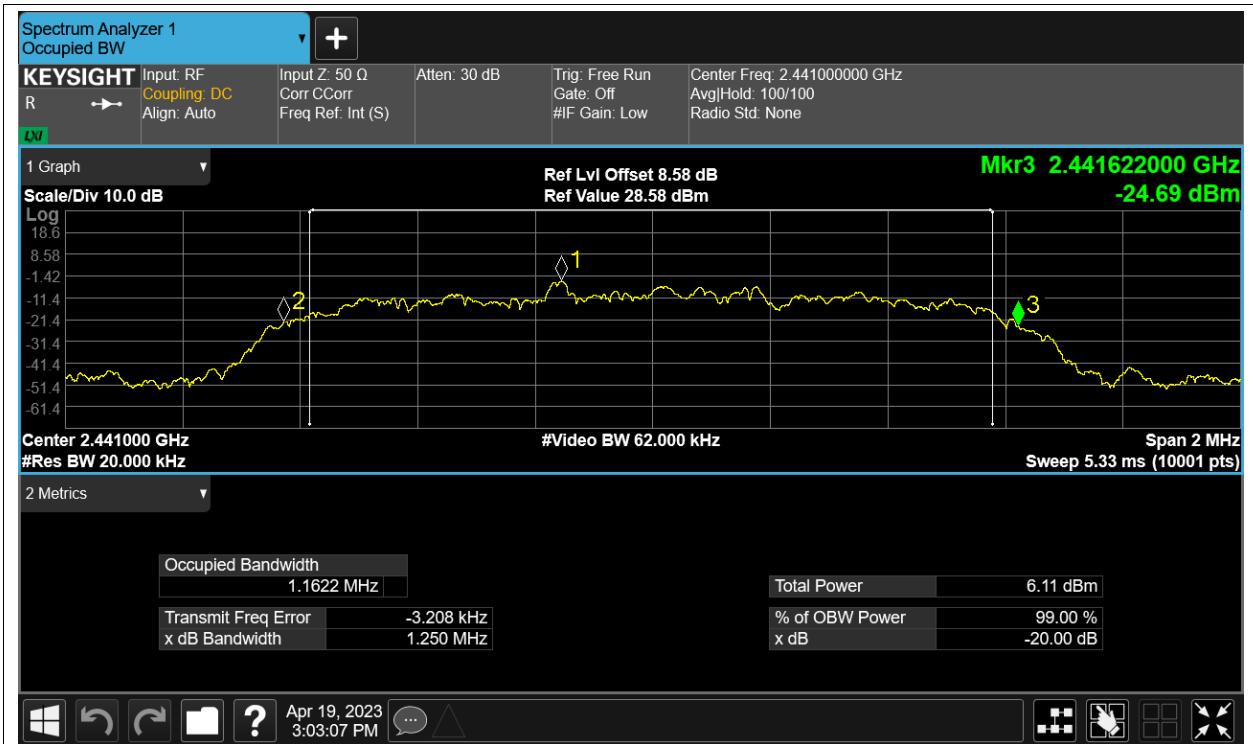 Spectrum Analyzer 1
Occupied BW
KEYSIGHT
R
LXI
Input: RF
Coupling: DC
Align: Auto
Input Z: 50 Ω
Corr CCorr
Freq Ref: Int (S)
Atten: 30 dB
Trig: Free Run
Gate: Off
#IF Gain: Low
Center Freq: 2.441000000 GHz
Avg|Hold: 100/100
Radio Std: None
1 Graph
Scale/Div 10.0 dB
Ref Lvl Offset 8.58 dB
Ref Value 28.58 dBm
Mkr3 2.441622000 GHz
-24.69 dBm
Log
18.6
8.58
-1.42
-11.4
-21.4
-31.4
-41.4
-51.4
-61.4
1
2
3
Center 2.441000 GHz
#Res BW 20.000 kHz
#Video BW 62.000 kHz
Span 2 MHz
Sweep 5.33 ms (10001 pts)
2 Metrics
Occupied Bandwidth
1.1622 MHz
Transmit Freq Error -3.208 kHz
x dB Bandwidth 1.250 MHz
Total Power 6.11 dBm
% of OBW Power 99.00 %
x dB -20.00 dB
?
Apr 19, 2023
3:03:07 PM